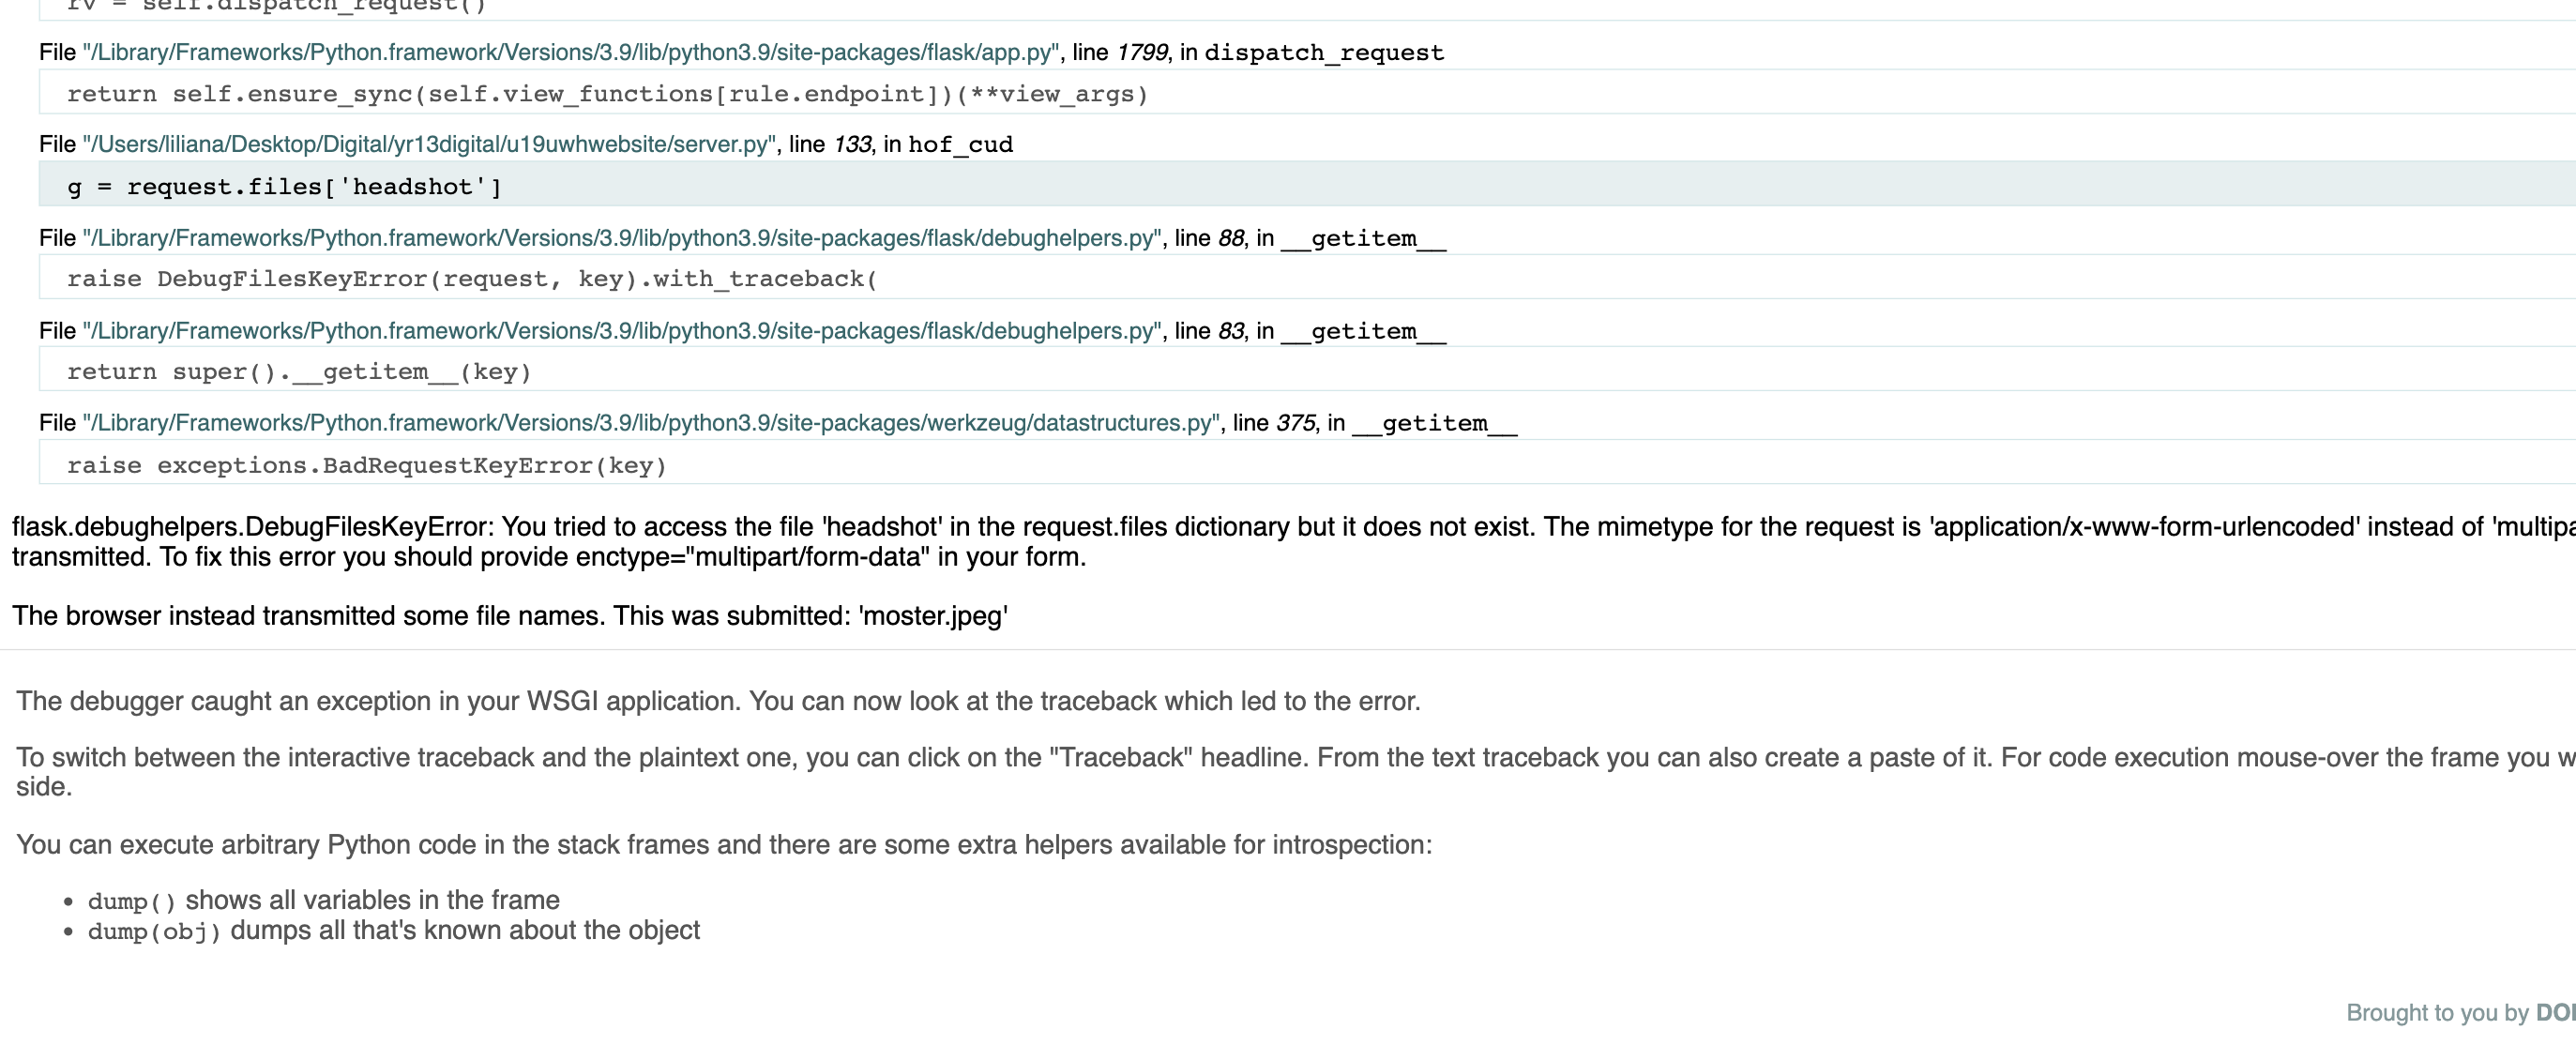 rv = self.dispatch_request()
File "/Library/Frameworks/Python.framework/Versions/3.9/lib/python3.9/site-packages/flask/app.py", line 1799, in dispatch_request
return self.ensure_sync(self.view_functions[rule.endpoint])(**view_args)
File "/Users/liliana/Desktop/Digital/yr13digital/u19uwhwebsite/server.py", line 133, in hof_cud
g = request.files['headshot']
File "/Library/Frameworks/Python.framework/Versions/3.9/lib/python3.9/site-packages/flask/debughelpers.py", line 88, in __getitem__
raise DebugFilesKeyError(request, key).with_traceback(
File "/Library/Frameworks/Python.framework/Versions/3.9/lib/python3.9/site-packages/flask/debughelpers.py", line 83, in __getitem__
return super().__getitem__(key)
File "/Library/Frameworks/Python.framework/Versions/3.9/lib/python3.9/site-packages/werkzeug/datastructures.py", line 375, in __getitem__
raise exceptions.BadRequestKeyError(key)
flask.debughelpers.DebugFilesKeyError: You tried to access the file 'headshot' in the request.files dictionary but it does not exist. The mimetype for the request is 'application/x-www-form-urlencoded' instead of 'multipa
transmitted. To fix this error you should provide enctype="multipart/form-data" in your form.
The browser instead transmitted some file names. This was submitted: 'moster.jpeg'
The debugger caught an exception in your WSGI application. You can now look at the traceback which led to the error.
To switch between the interactive traceback and the plaintext one, you can click on the "Traceback" headline. From the text traceback you can also create a paste of it. For code execution mouse-over the frame you w
side.
You can execute arbitrary Python code in the stack frames and there are some extra helpers available for introspection:
• dump() shows all variables in the frame
• dump(obj) dumps all that's known about the object
Brought to you by